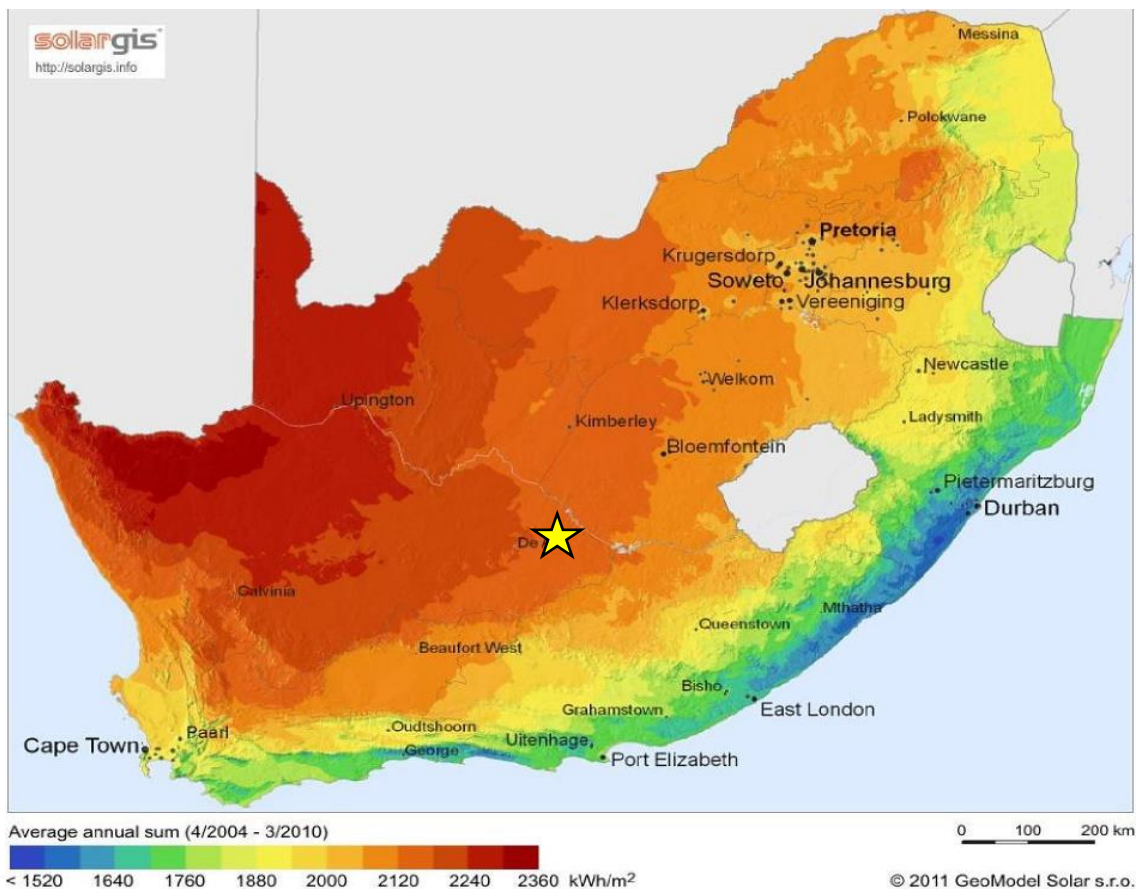 solargis
http://solargis.info
Messina
Polokwane
Pretoria
Krugersdorp
Soweto
Johannesburg
Klerksdorp
Vereeniging
Newcastle
Welkom
Upington
Kimberley
Ladysmith
Bloemfontein
Pietermaritzburg
Durban
De
Calvinia
Mthatha
Queenstown
Beaufort West
Bisho
Grahamstown
East London
Oudtshoorn
Paarl
Uitenhage
Cape Town
George
Port Elizabeth
Average annual sum (4/2004 - 3/2010)
0 100 200 km
< 1520 1640 1760 1880 2000 2120 2240 2360 kWh/m²
© 2011 GeoModel Solar s.r.o.